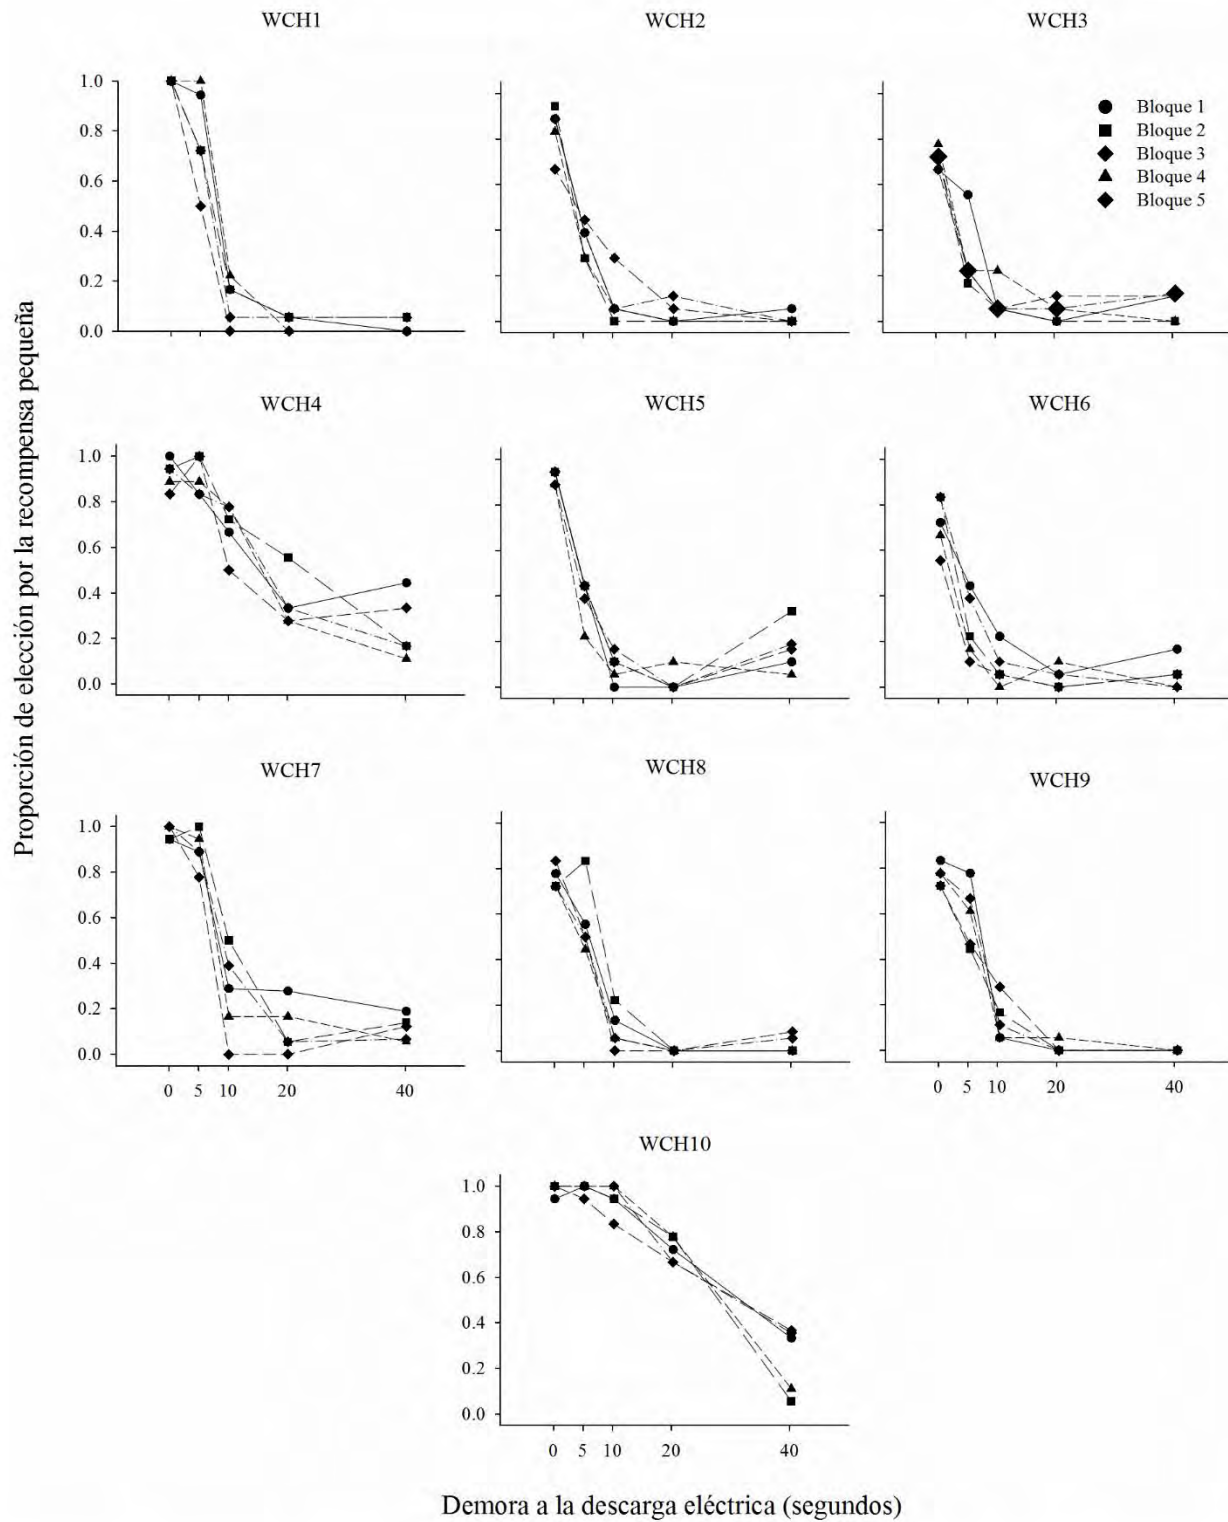 WCH1
WCH2
WCH3
1.0
0.8
0.6
0.4
0.2
0.0
Bloque 1
Bloque 2
Bloque 3
Bloque 4
Bloque 5
WCH4
WCH5
WCH6
1.0
0.8
0.6
0.4
0.2
0.0
Proporción de elección por la recompensa pequeña
WCH7
WCH8
WCH9
1.0
0.8
0.6
0.4
0.2
0.0
0 5 10 20 40
0 5 10 20 40
WCH10
1.0
0.8
0.6
0.4
0.2
0.0
0 5 10 20 40
Demora a la descarga eléctrica (segundos)